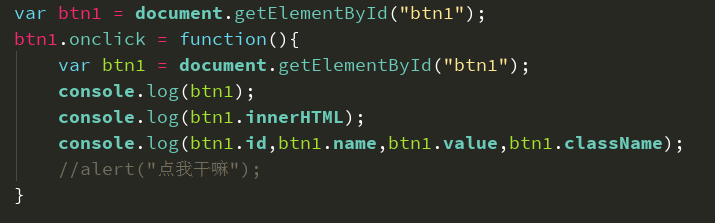 var btn1 = document.getElementById("btn1");
btn1.onclick = function(){
    var btn1 = document.getElementById("btn1");
    console.log(btn1);
    console.log(btn1.innerHTML);
    console.log(btn1.id,btn1.name,btn1.value,btn1.className);
    //alert("点我干嘛");
}